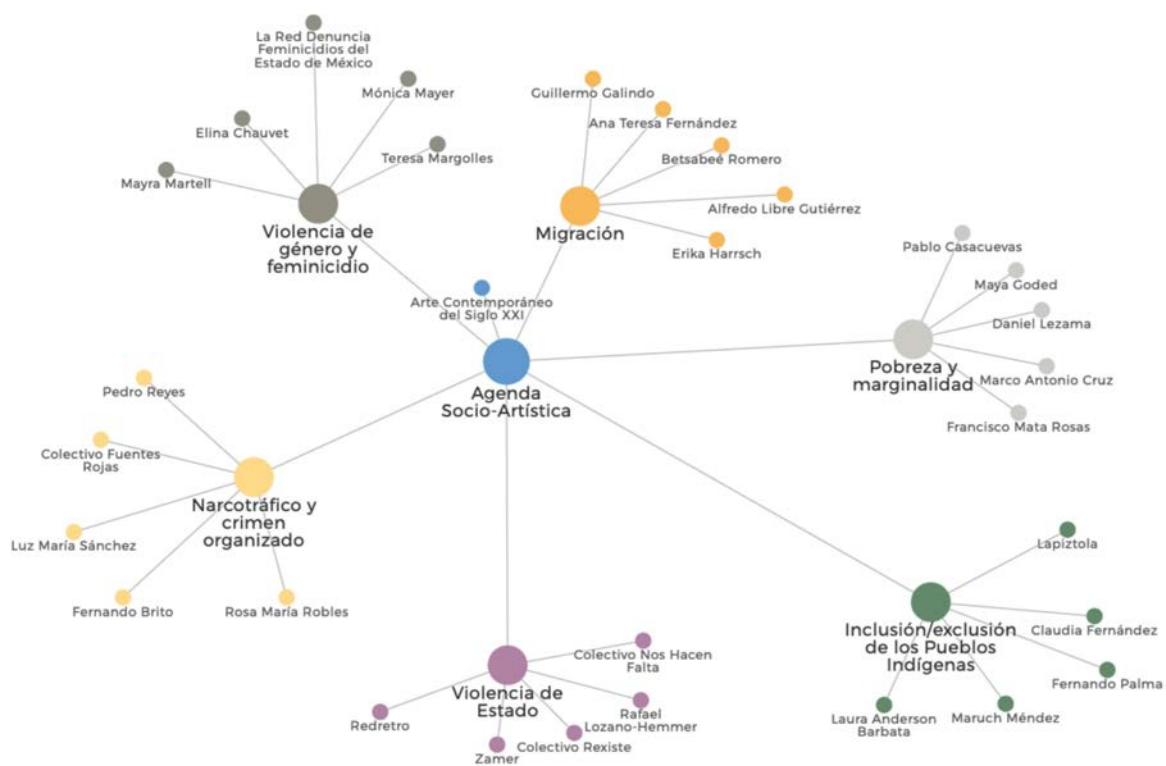 La Red Denuncia
Feminicidios del
Estado de México
Mónica Mayer
Elina Chauvet
Teresa Margolles
Mayra Martell
Violencia de
género y
feminicidio
Guillermo Galindo
Ana Teresa Fernández
Betsabeé Romero
Alfredo Libre Gutiérrez
Erika Harrsch
Migración
Pablo Casacuevas
Maya Goded
Daniel Lezama
Marco Antonio Cruz
Francisco Mata Rosas
Pobreza y
marginalidad
Arte Contemporáneo
del Siglo XXI
Agenda
Socio-Artística
Pedro Reyes
Colectivo Fuentes
Rojas
Luz María Sánchez
Fernando Brito
Rosa María Robles
Narcotráfico y
crimen
organizado
Colectivo Nos Hacen
Falta
Violencia de
Estado
Redretro
Rafael
Lozano-Hemmer
Colectivo Rexiste
Zamer
Lapiztola
Inclusión/exclusión
de los Pueblos
Indígenas
Claudia Fernández
Fernando Palma
Maruch Méndez
Laura Anderson
Barbata